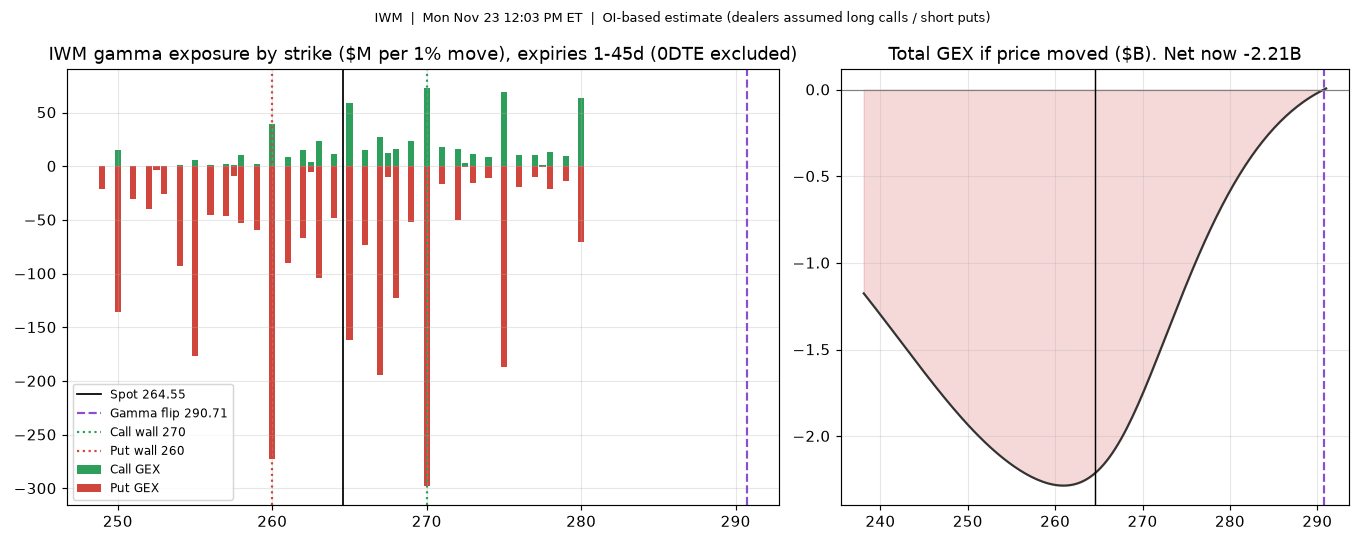 IWM | Mon Nov 23 12:03 PM ET | OI-based estimate (dealers assumed long calls / short puts)
IWM gamma exposure by strike ($M per 1% move), expiries 1-45d (0DTE excluded)
50
0
−50
−100
−150
−200
−250
−300
250
260
270
280
290
Spot 264.55
Gamma flip 290.71
Call wall 270
Put wall 260
Call GEX
Put GEX
Total GEX if price moved ($B). Net now -2.21B
0.0
−0.5
−1.0
−1.5
−2.0
240
250
260
270
280
290